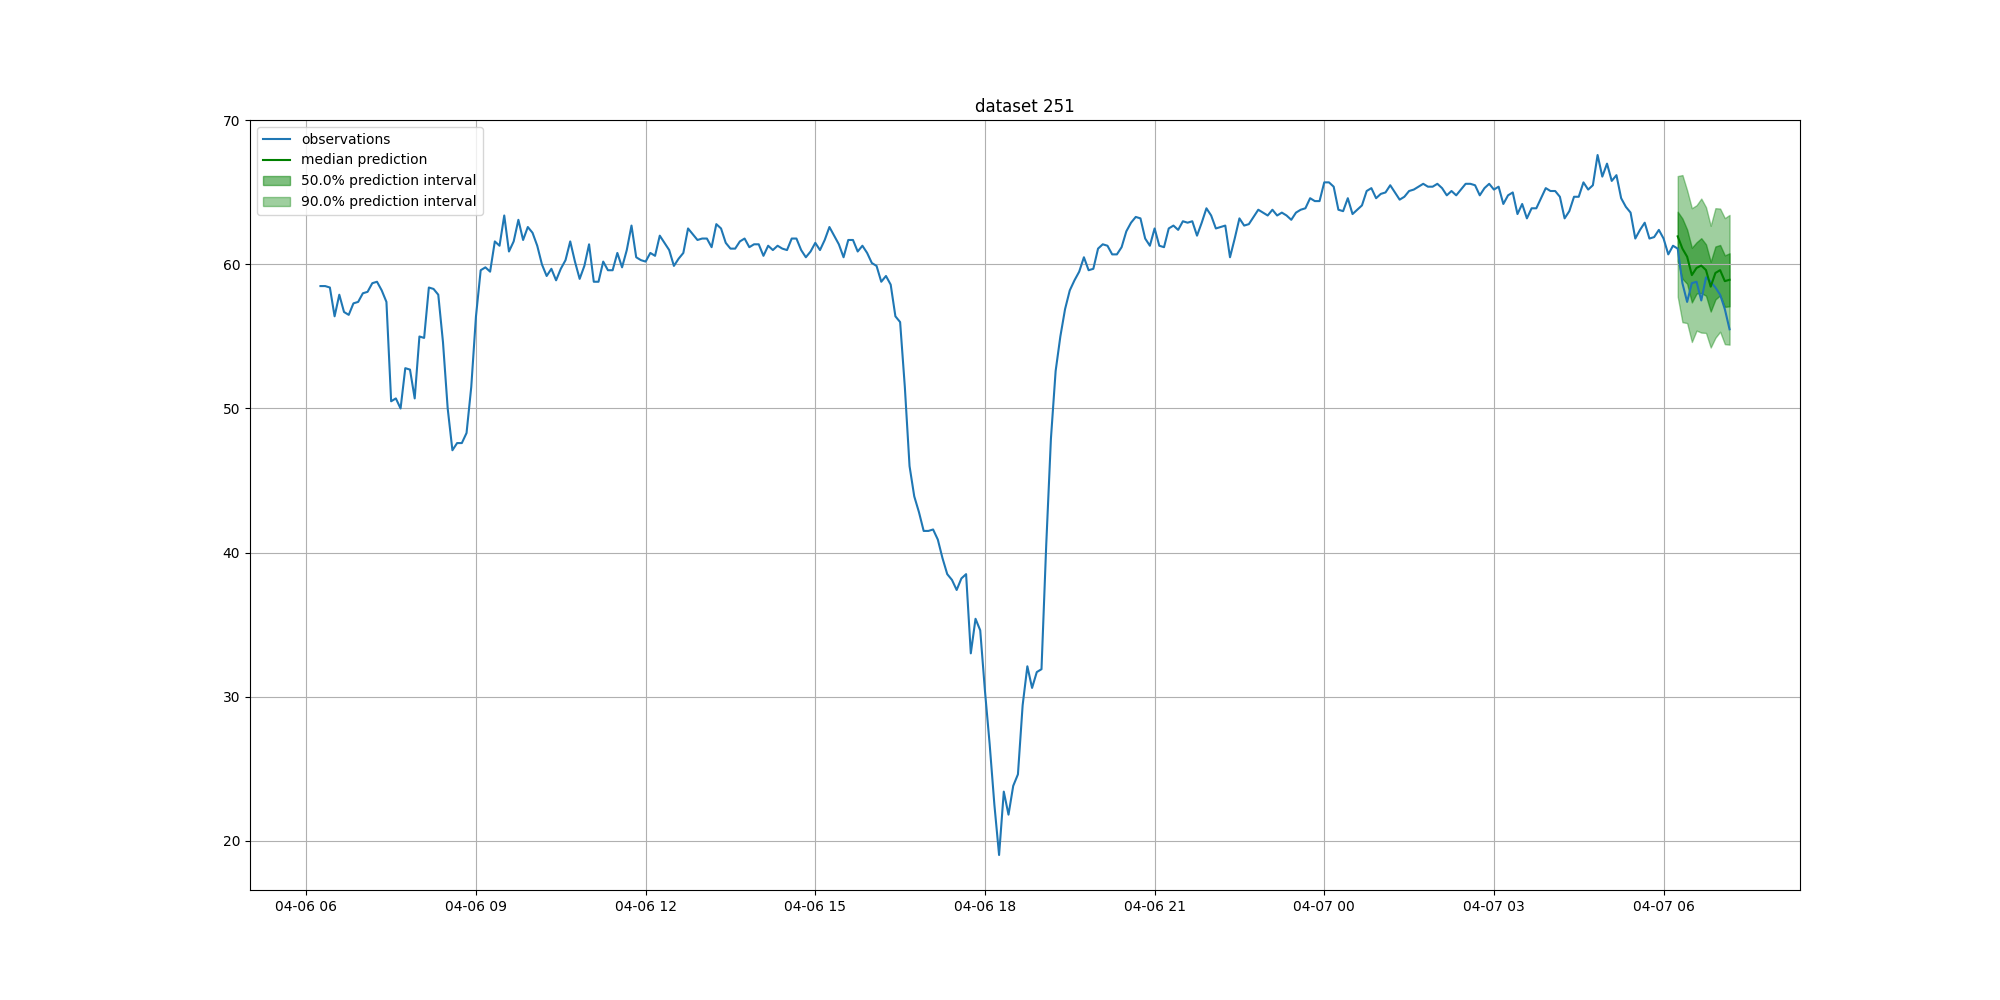 dataset 251
70
observations
median prediction
50.0% prediction interval
90.0% prediction interval
60
50
40
30
20
04-06 06 04-06 09 04-06 12 04-06 15 04-06 18 04-06 21 04-07 00 04-07 03 04-07 06